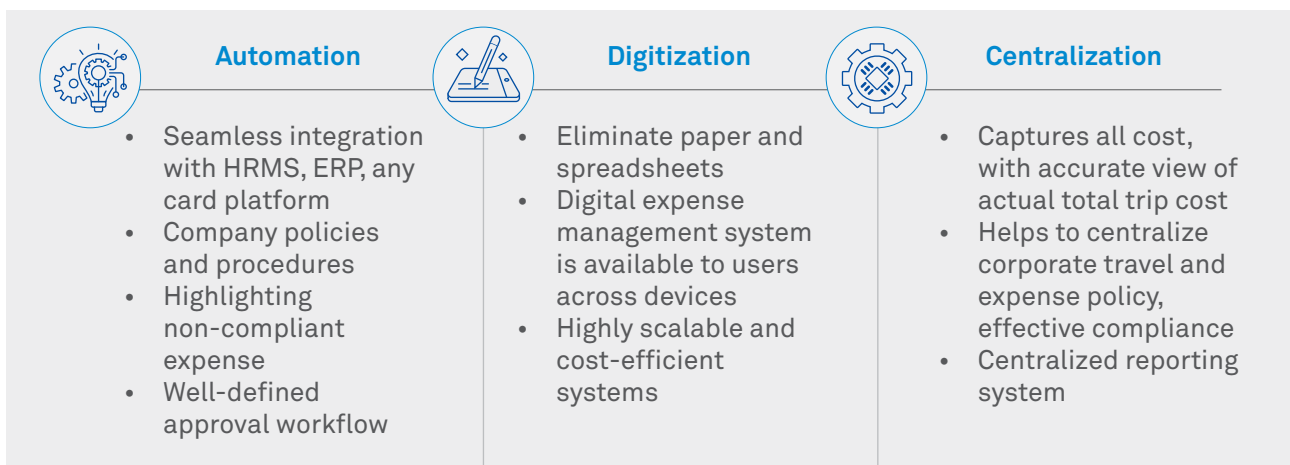 Automation
• Seamless integration
with HRMS, ERP, any
card platform
• Company policies
and procedures
• Highlighting
non-compliant
expense
• Well-defined
approval workflow
Digitization
• Eliminate paper and
spreadsheets
• Digital expense
management system
is available to users
across devices
• Highly scalable and
cost-efficient
systems
Centralization
• Captures all cost,
with accurate view of
actual total trip cost
• Helps to centralize
corporate travel and
expense policy,
effective compliance
• Centralized reporting
system